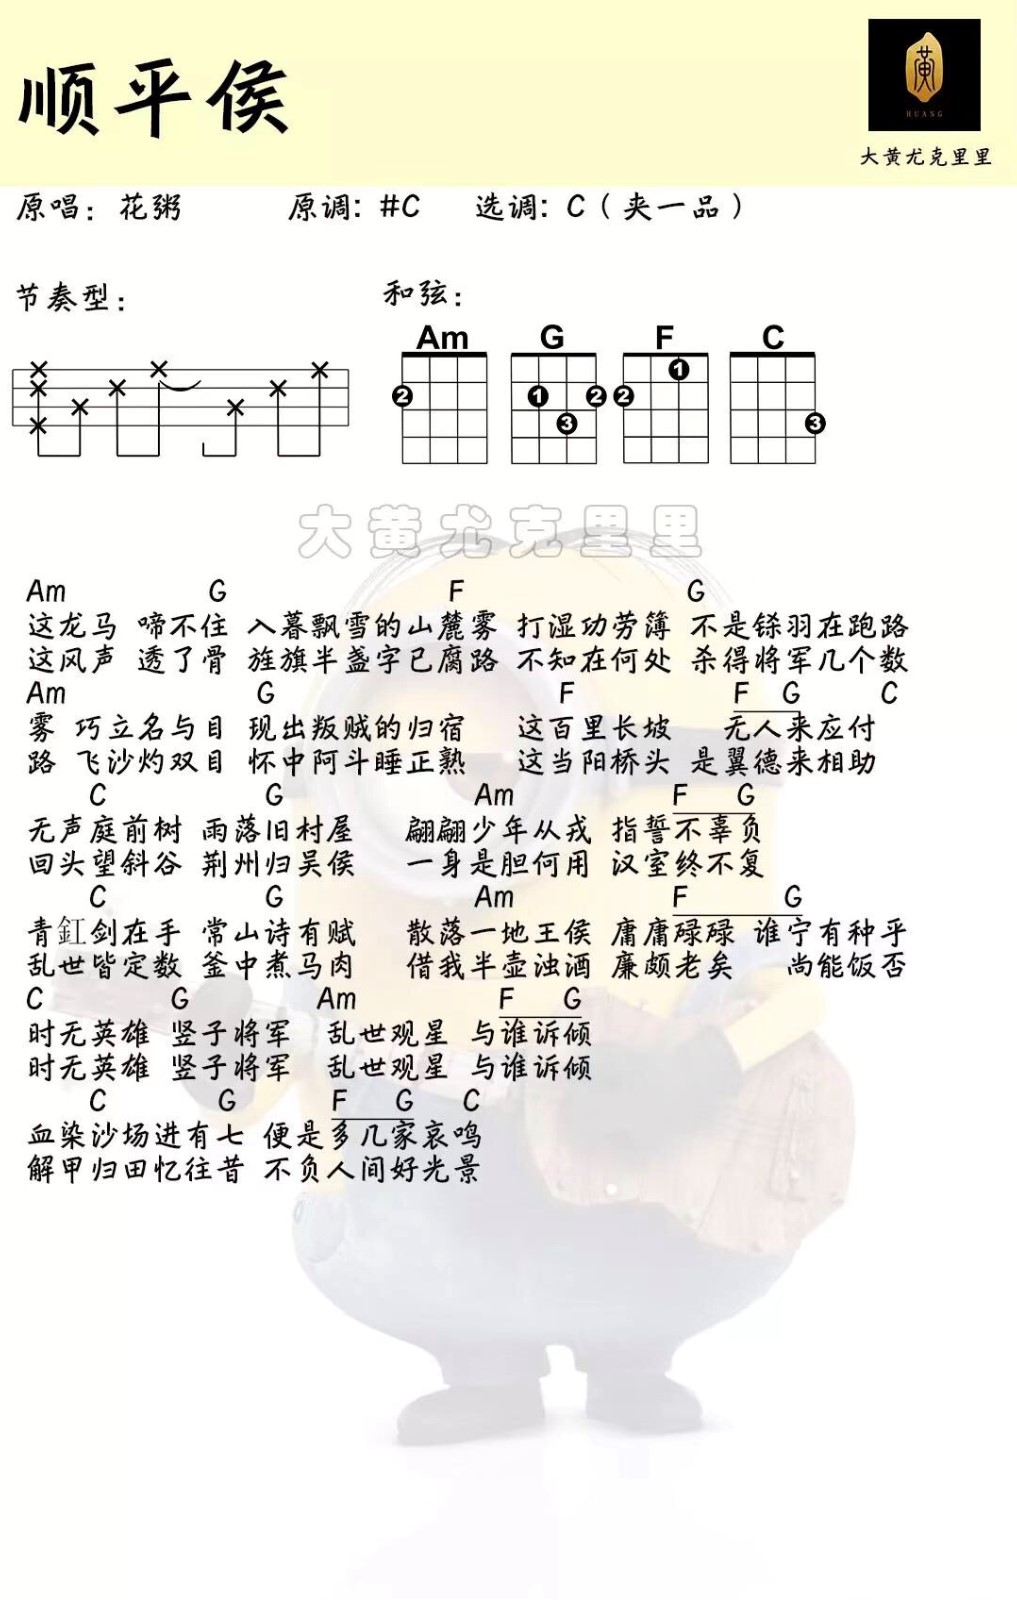 顺平侯
黄
HUANG
大黄尤克里里
原唱：花粥 原调: #C 选调: C（夹一品）
节奏型： 和弦：
Am G F C
2 1 2 3 2 1 3
大黄尤克里里
Am G F G
这龙马 啼不住 入暮飘雪的山麓雾 打湿功劳簿 不是铩羽在跑路
这风声 透了骨 旌旗半盏字已腐路 不知在何处 杀得将军几个数
Am G F F G C
雾 巧立名与目 现出叛贼的归宿 这百里长坡 无人来应付
路 飞沙灼双目 怀中阿斗睡正熟 这当阳桥头 是翼德来相助
C G Am F G
无声庭前树 雨落旧村屋 翩翩少年从戎 指誓不辜负
回头望斜谷 荆州归吴侯 一身是胆何用 汉室终不复
C G Am F G
青釭剑在手 常山诗有赋 散落一地王侯 庸庸碌碌 谁宁有种乎
乱世皆定数 釜中煮马肉 借我半壶浊酒 廉颇老矣 尚能饭否
C G Am F G
时无英雄 竖子将军 乱世观星 与谁诉倾
时无英雄 竖子将军 乱世观星 与谁诉倾
C G F G C
血染沙场进有七 便是多几家哀鸣
解甲归田忆往昔 不负人间好光景